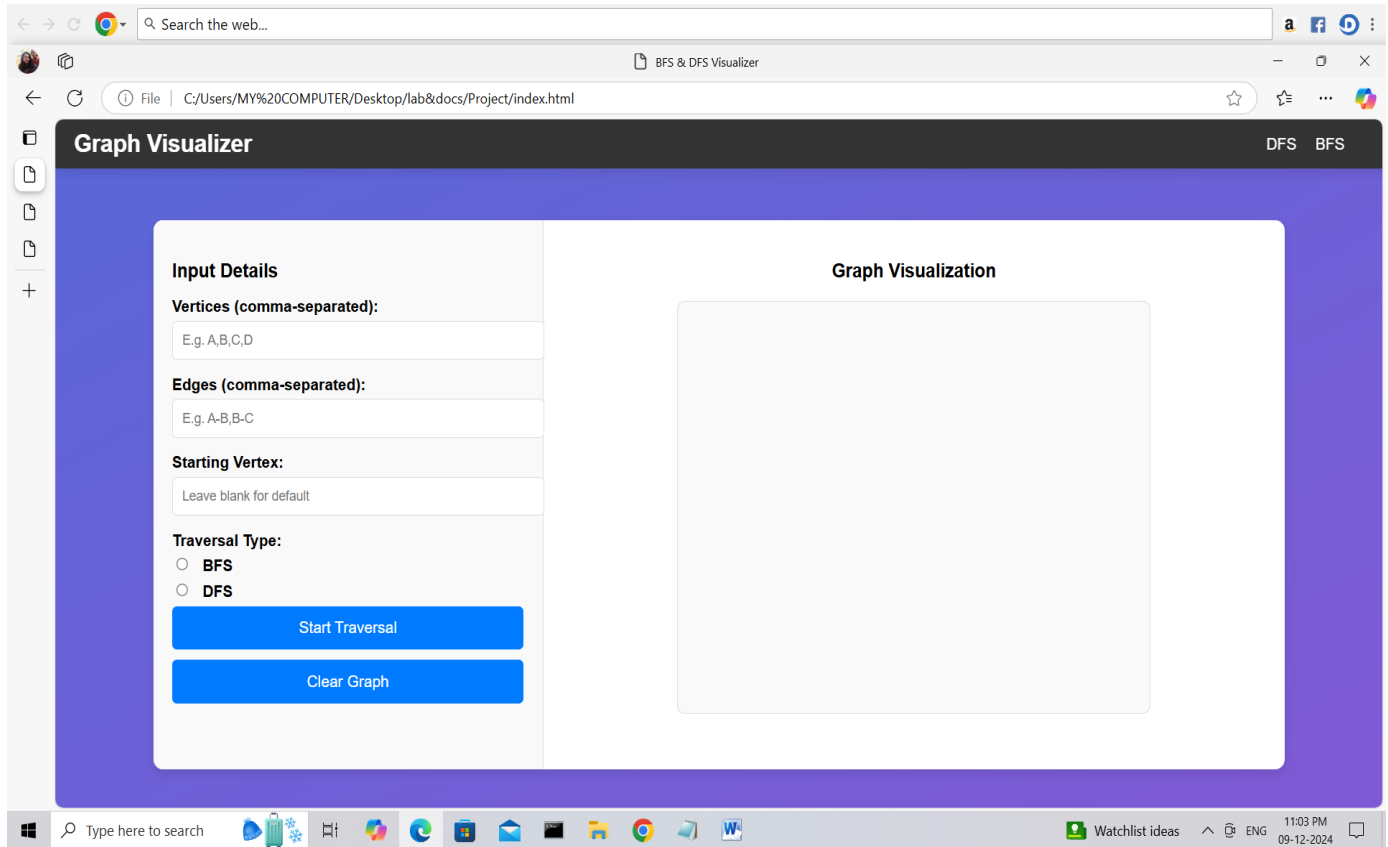 Search the web...
a
BFS & DFS Visualizer
File | C:/Users/MY%20COMPUTER/Desktop/lab&docs/Project/index.html
Graph Visualizer
DFS BFS
Input Details
Vertices (comma-separated):
E.g. A,B,C,D
Edges (comma-separated):
E.g. A-B,B-C
Starting Vertex:
Leave blank for default
Traversal Type:
BFS
DFS
Start Traversal
Clear Graph
Graph Visualization
Type here to search
W
Watchlist ideas
ENG
11:03 PM
09-12-2024